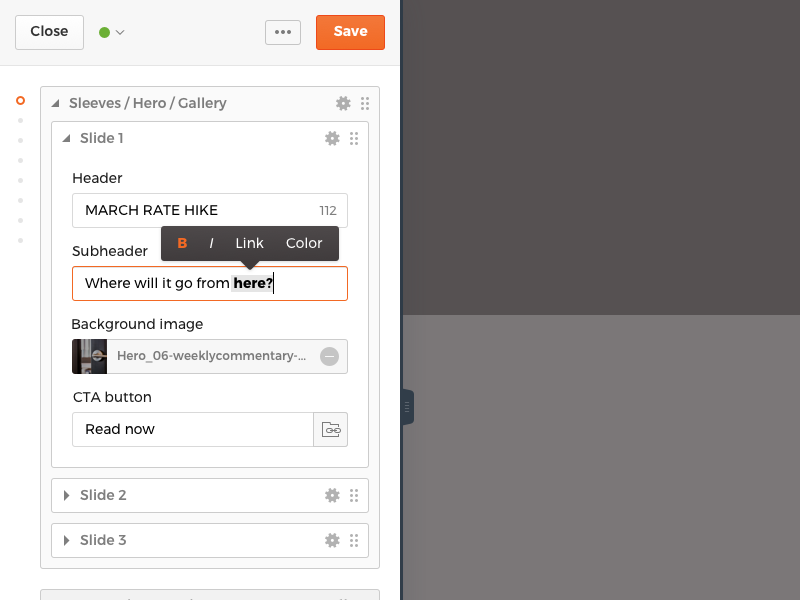 Close
Save
Sleeves / Hero / Gallery
Slide 1
Header
MARCH RATE HIKE 112
B I Link Color
Subheader
Where will it go from here?
Background image
Hero_06-weeklycommentary-...
CTA button
Read now
Slide 2
Slide 3